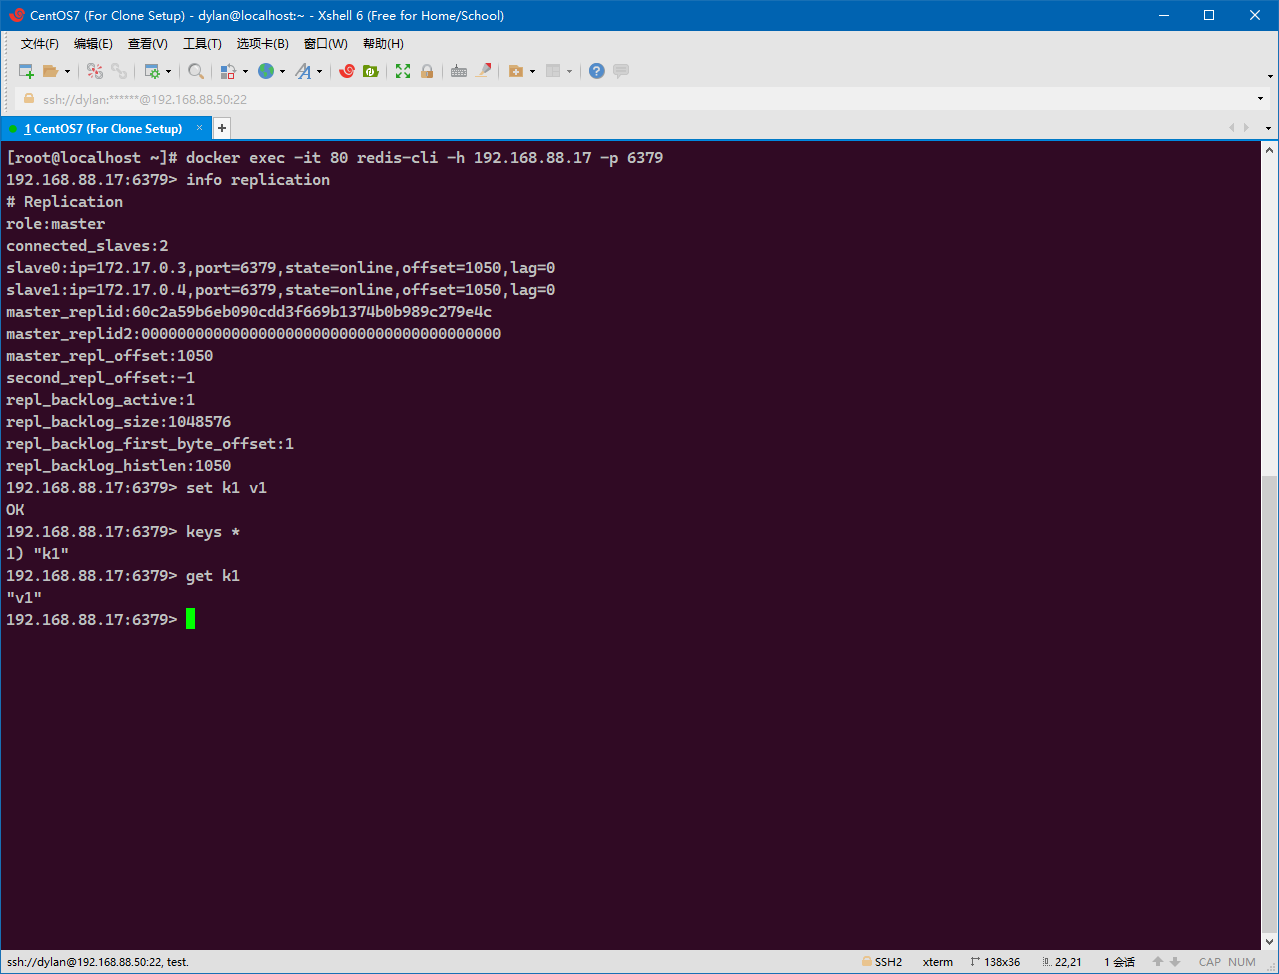 CentOS7 (For Clone Setup) - dylan@localhost:~ - Xshell 6 (Free for Home/School)
文件(F) 编辑(E) 查看(V) 工具(T) 选项卡(B) 窗口(W) 帮助(H)
ssh://dylan:******@192.168.88.50:22
1 CentOS7 (For Clone Setup) × +
[root@localhost ~]# docker exec -it 80 redis-cli -h 192.168.88.17 -p 6379
192.168.88.17:6379> info replication
# Replication
role:master
connected_slaves:2
slave0:ip=172.17.0.3,port=6379,state=online,offset=1050,lag=0
slave1:ip=172.17.0.4,port=6379,state=online,offset=1050,lag=0
master_replid:60c2a59b6eb090cdd3f669b1374b0b989c279e4c
master_replid2:0000000000000000000000000000000000000000
master_repl_offset:1050
second_repl_offset:-1
repl_backlog_active:1
repl_backlog_size:1048576
repl_backlog_first_byte_offset:1
repl_backlog_histlen:1050
192.168.88.17:6379> set k1 v1
OK
192.168.88.17:6379> keys *
1) "k1"
192.168.88.17:6379> get k1
"v1"
192.168.88.17:6379>
ssh://dylan@192.168.88.50:22, test. SSH2 xterm 138x36 22,21 1 会话 CAP NUM